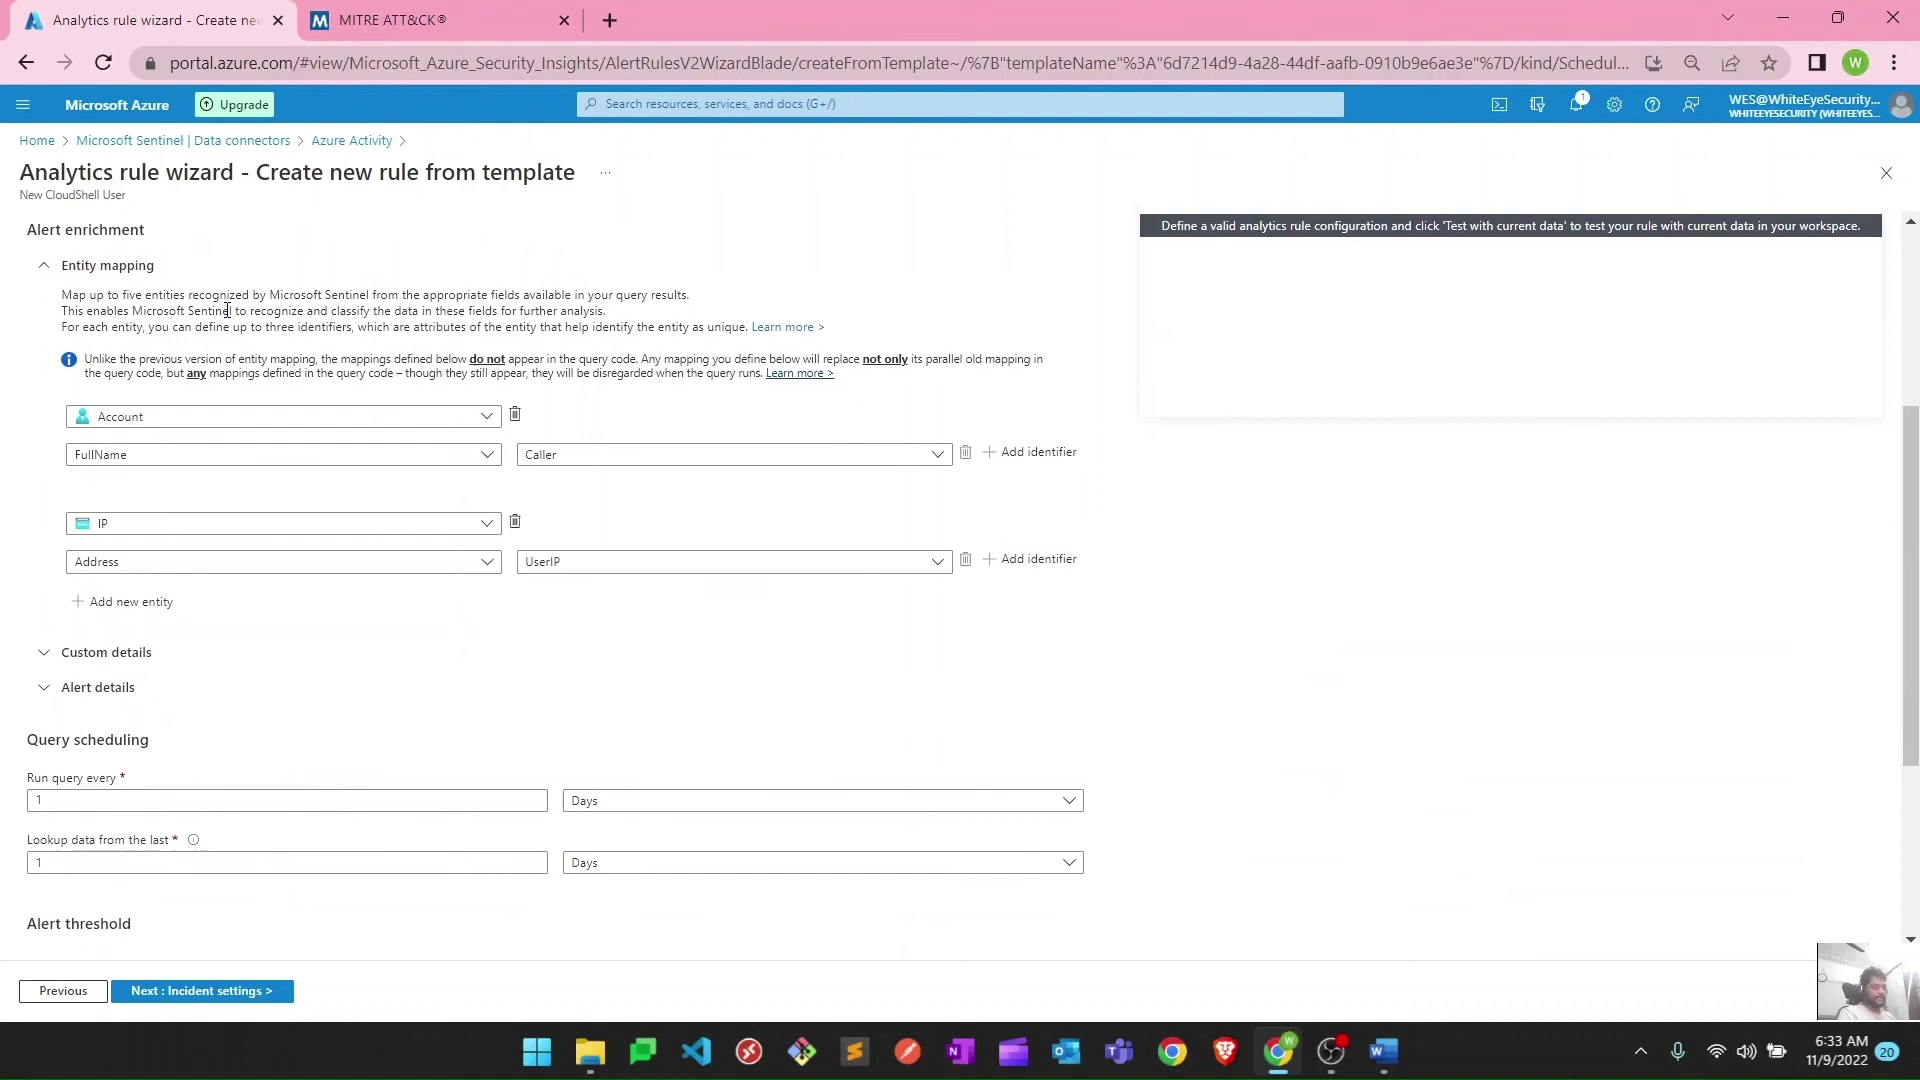 Analytics rule wizard - Create ne
MITRE ATT&CK®
portal.azure.com/#view/Microsoft_Azure_Security_Insights/AlertRulesV2WizardBlade/createFromTemplate~/%7B"templateName"%3A"6d7214d9-4a28-44df-aafb-0910b9e6ae3e"%7D/kind/Schedul...
W
Microsoft Azure
Upgrade
Search resources, services, and docs (G+/)
1
WES@WhiteEyeSecurity...
WHITEEYESECURITY (WHITEEYES...
Home > Microsoft Sentinel | Data connectors > Azure Activity >
Analytics rule wizard - Create new rule from template ...
New CloudShell User
Alert enrichment
Define a valid analytics rule configuration and click 'Test with current data' to test your rule with current data in your workspace.
Entity mapping
Map up to five entities recognized by Microsoft Sentinel from the appropriate fields available in your query results.
This enables Microsoft Sentinel to recognize and classify the data in these fields for further analysis.
For each entity, you can define up to three identifiers, which are attributes of the entity that help identify the entity as unique. Learn more >
Unlike the previous version of entity mapping, the mappings defined below do not appear in the query code. Any mapping you define below will replace not only its parallel old mapping in
the query code, but any mappings defined in the query code – though they still appear, they will be disregarded when the query runs. Learn more >
Account
FullName
Caller
+ Add identifier
IP
Address
UserIP
+ Add identifier
+ Add new entity
Custom details
Alert details
Query scheduling
Run query every *
1
Days
Lookup data from the last *
1
Days
Alert threshold
Previous
Next : Incident settings >
6:33 AM
11/9/2022
20